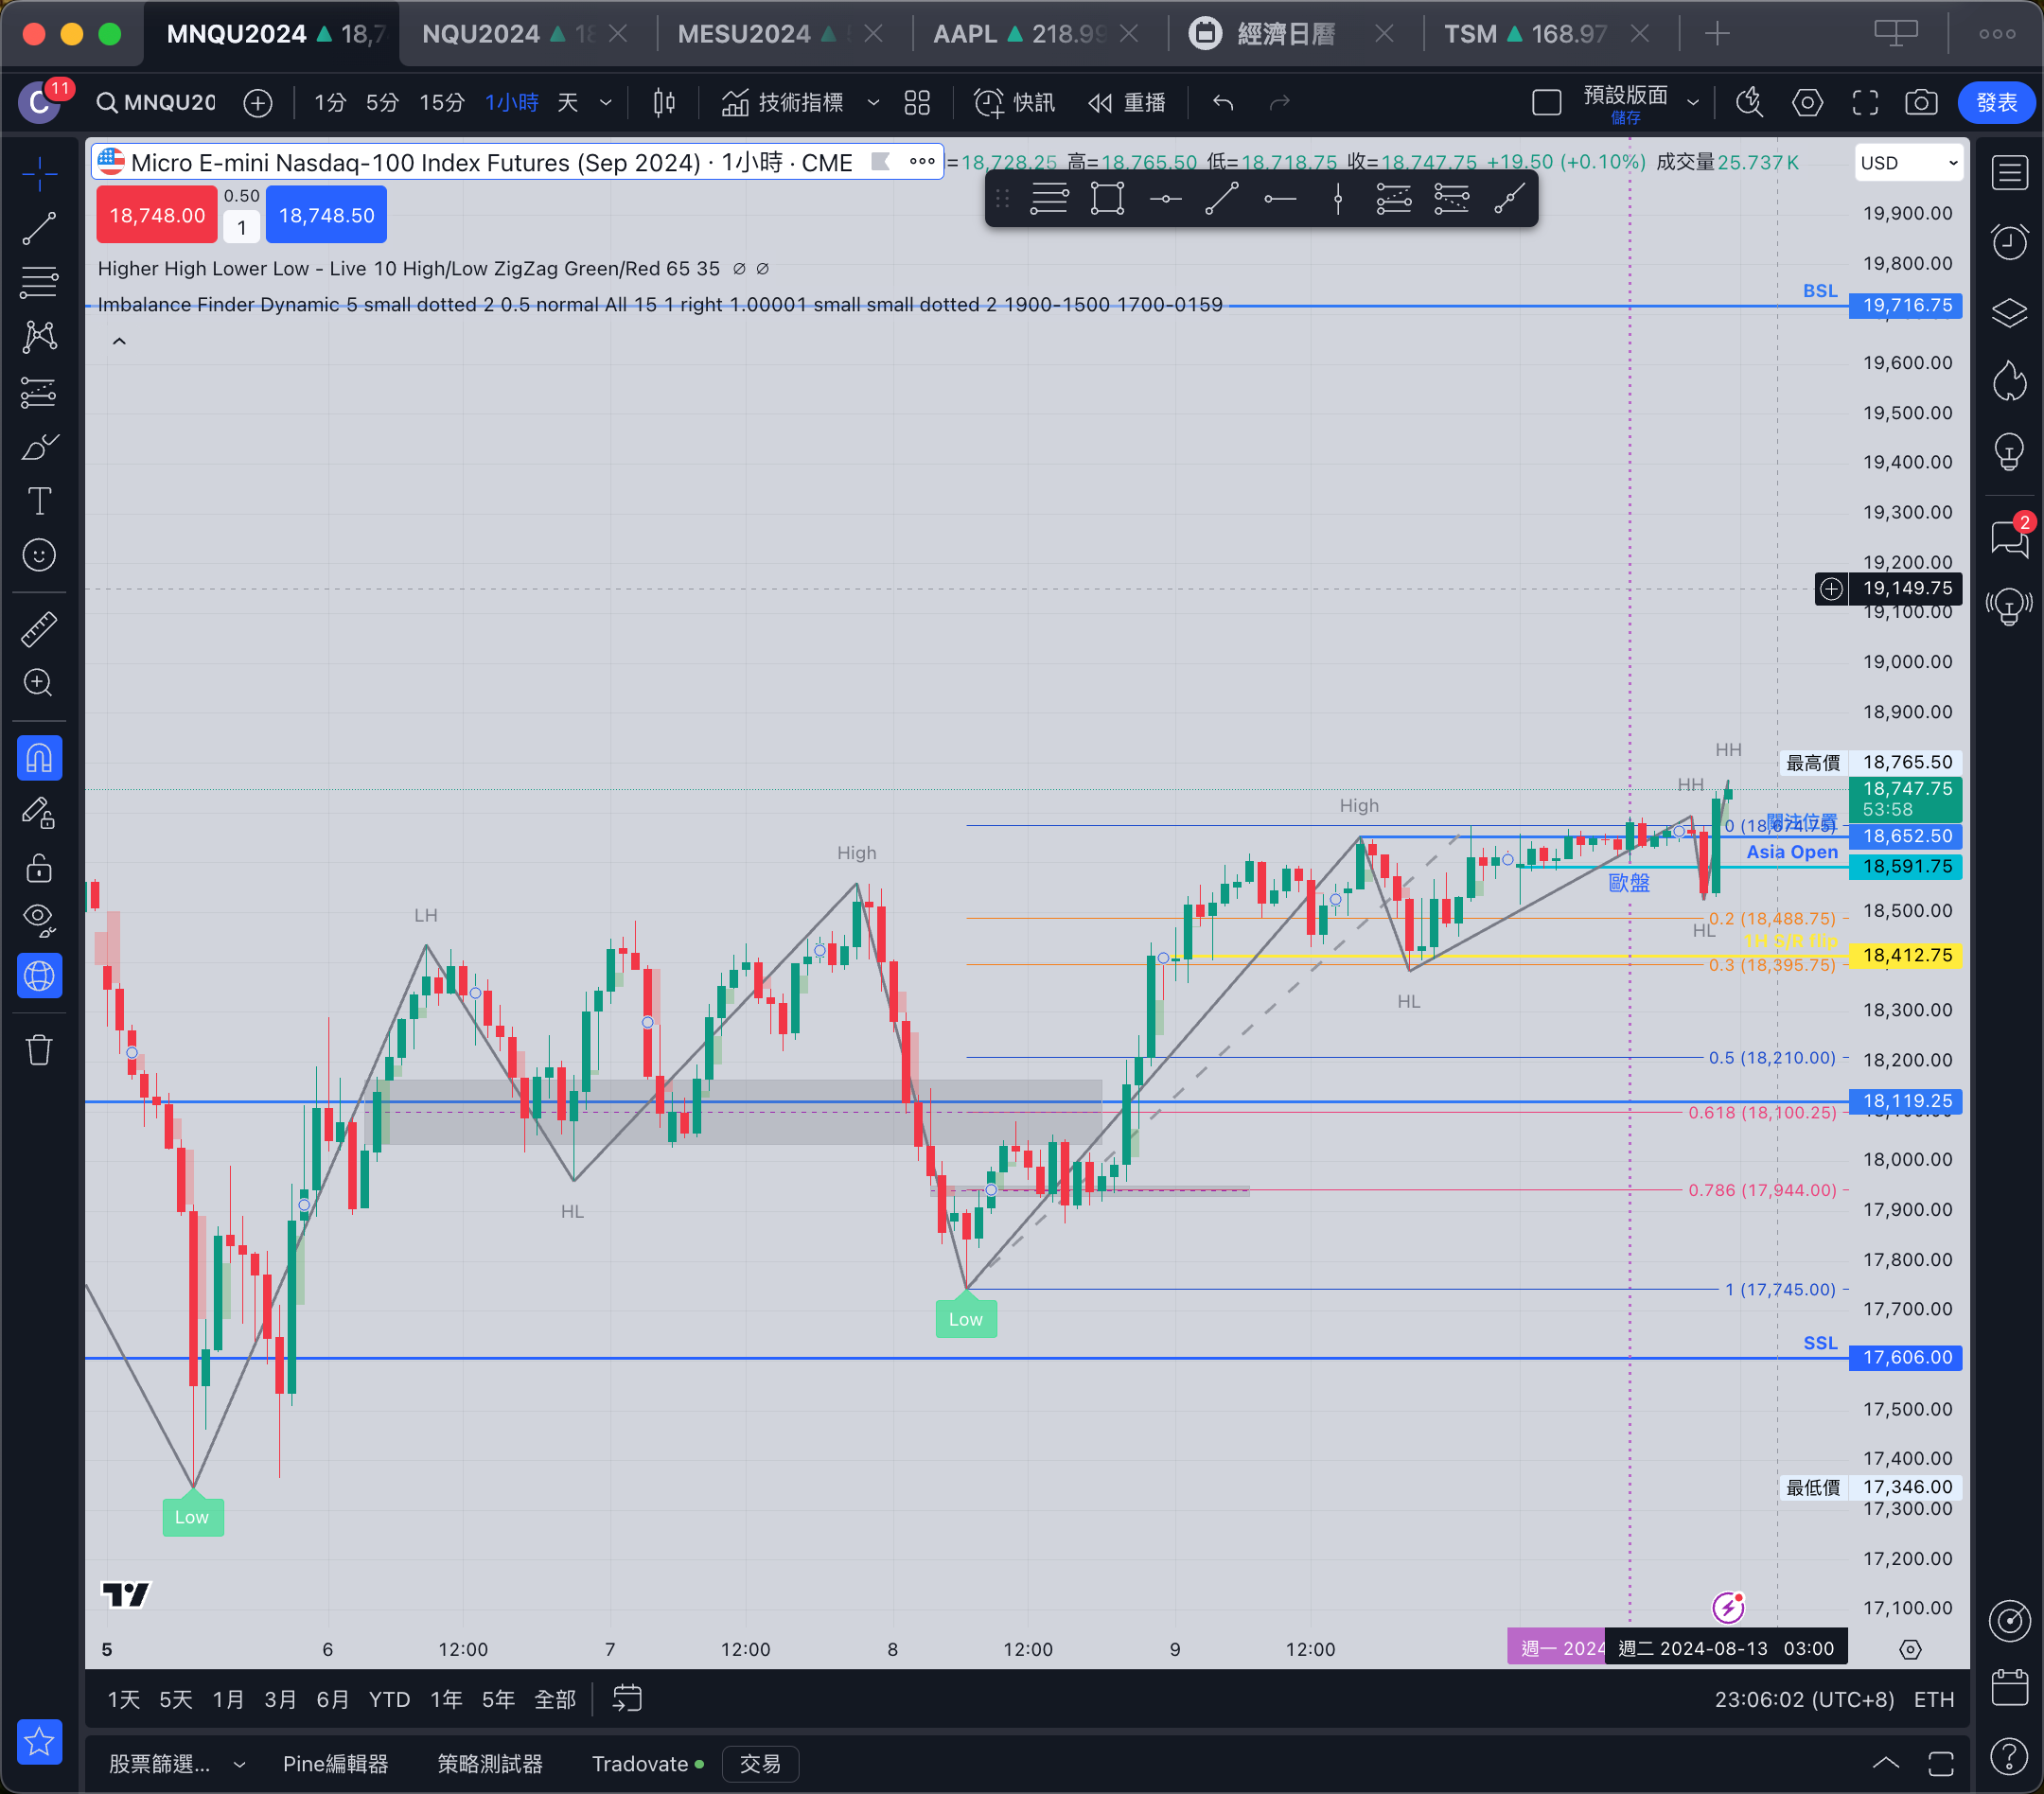 MNQU2024 18,7
NQU2024 18
MESU2024
AAPL 218.99
經濟日曆
TSM 168.97
C 11
MNQU20
1分 5分 15分 1小時 天
技術指標
快訊
重播
預設版面
儲存
發表
Micro E-mini Nasdaq-100 Index Futures (Sep 2024) · 1小時 · CME
=18,728.25 高=18,765.50 低=18,718.75 收=18,747.75 +19.50 (+0.10%) 成交量25.737K
USD
18,748.00
0.50
1
18,748.50
Higher High Lower Low - Live 10 High/Low ZigZag Green/Red 65 35 ∅ ∅
Imbalance Finder Dynamic 5 small dotted 2 0.5 normal All 15 1 right 1.00001 small small dotted 2 1900-1500 1700-0159
19,900.00
19,800.00
BSL
19,716.75
19,600.00
19,500.00
19,400.00
19,300.00
19,200.00
19,149.75
19,100.00
19,000.00
18,900.00
HH
最高價 18,765.50
HH
18,747.75
53:58
High
0 (18,674.75)
關注位置
18,652.50
High
Asia Open
18,591.75
歐盤
LH
18,500.00
0.2 (18,488.75)
HL
1H S/R flip
18,412.75
0.3 (18,395.75)
HL
18,300.00
18,200.00
0.5 (18,210.00)
18,119.25
0.618 (18,100.25)
18,000.00
0.786 (17,944.00)
17,900.00
HL
17,800.00
1 (17,745.00)
17,700.00
Low
SSL
17,606.00
17,500.00
17,400.00
最低價 17,346.00
17,300.00
Low
17,200.00
17,100.00
5 6 12:00 7 12:00 8 12:00 9 12:00
週一 2024
週二 2024-08-13 03:00
2
1天 5天 1月 3月 6月 YTD 1年 5年 全部
23:06:02 (UTC+8) ETH
股票篩選...
Pine編輯器
策略測試器
Tradovate
交易